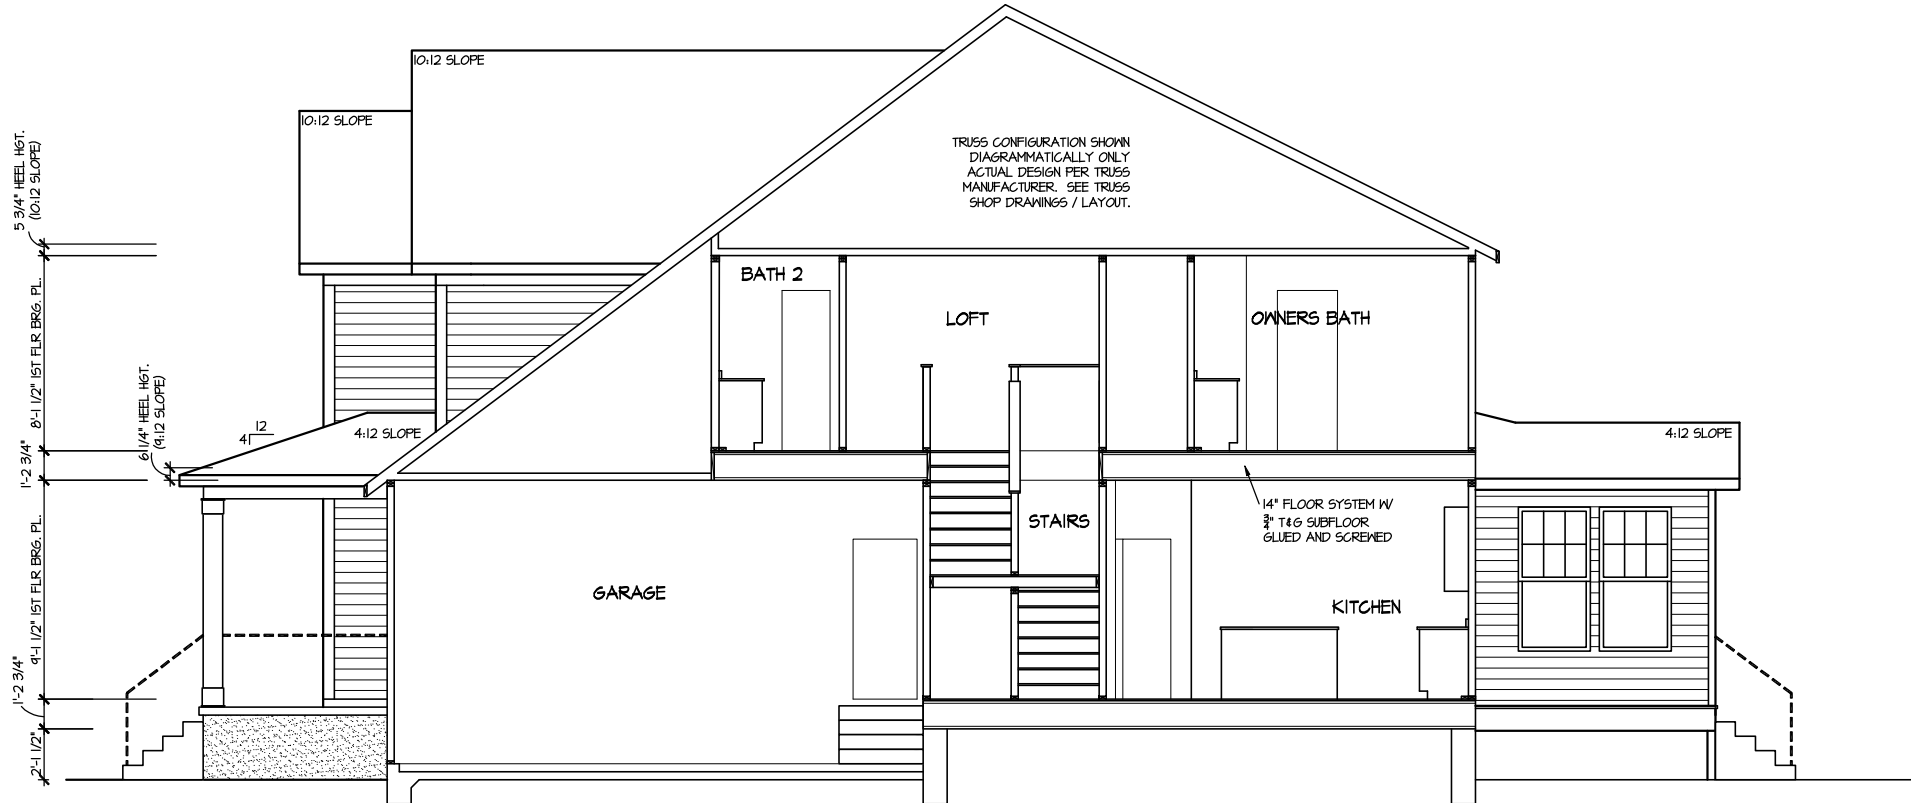 10:12 SLOPE
10:12 SLOPE
TRUSS CONFIGURATION SHOWN
DIAGRAMMATICALLY ONLY
ACTUAL DESIGN PER TRUSS
MANUFACTURER. SEE TRUSS
SHOP DRAWINGS / LAYOUT.
5 3/4" HEEL HGT.
(10:12 SLOPE)
8'-1 1/2" 1ST FLR BRG. PL.
6 1/4" HEEL HGT.
(9:12 SLOPE)
1'-2 3/4"
9'-1 1/2" 1ST FLR BRG. PL.
1'-2 3/4"
2'-1 1/2"
BATH 2
LOFT
OWNERS BATH
12
4
4:12 SLOPE
4:12 SLOPE
14" FLOOR SYSTEM W/
3/4" T&G SUBFLOOR
GLUED AND SCREWED
STAIRS
GARAGE
KITCHEN